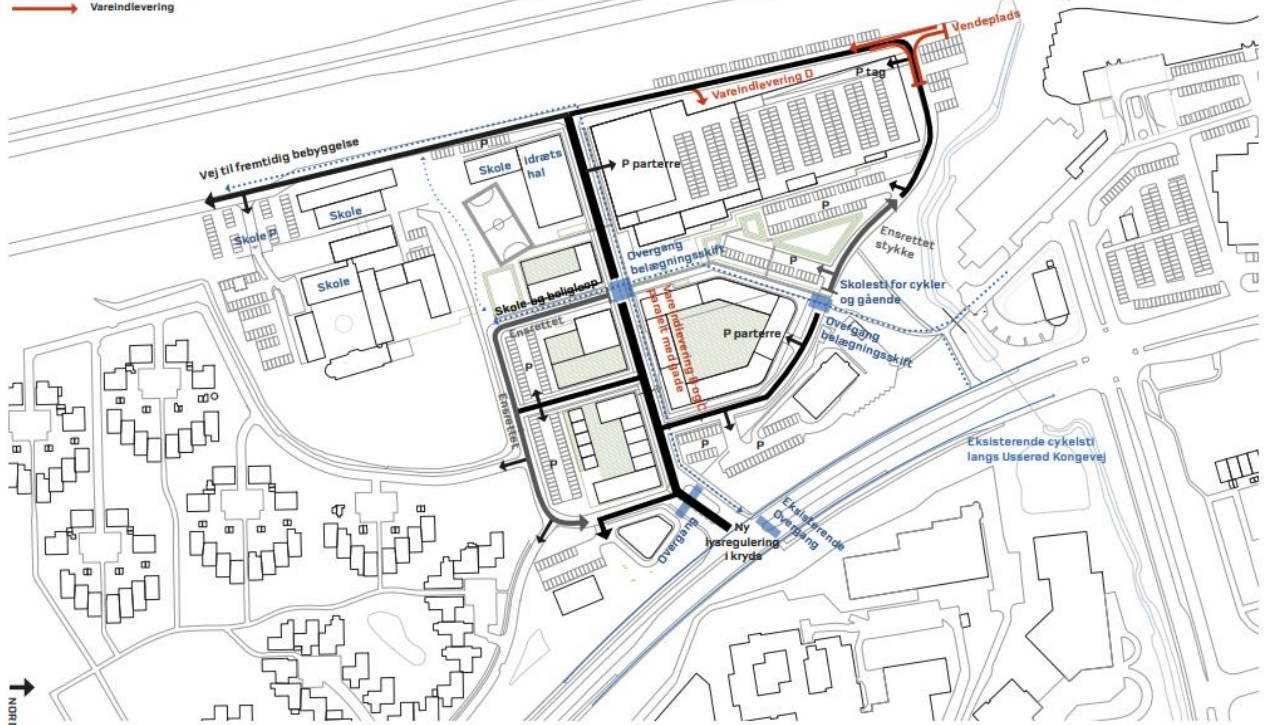 Vareindlevering
Vendeplads
P tag
Vareindlevering D
P
Vej til fremtidig bebyggelse
Skole
Idræts
hal
P parterre
Skole
Skole P
P
Ensrettet
stykke
Overgang
belægningsskift
P
Skole
Skole og boligloop
Skolesti for cykler
og gående
Ensrettet
Vareindlevering B og C
paralelt med gade
P parterre
Overgang
belægningsskift
P
Ensrettet
P
P
P
Eksisterende cykelsti
langs Usserød Kongevej
Overgang
Ny
lysregulering
i kryds
Eksisterende
Overgang
NORD